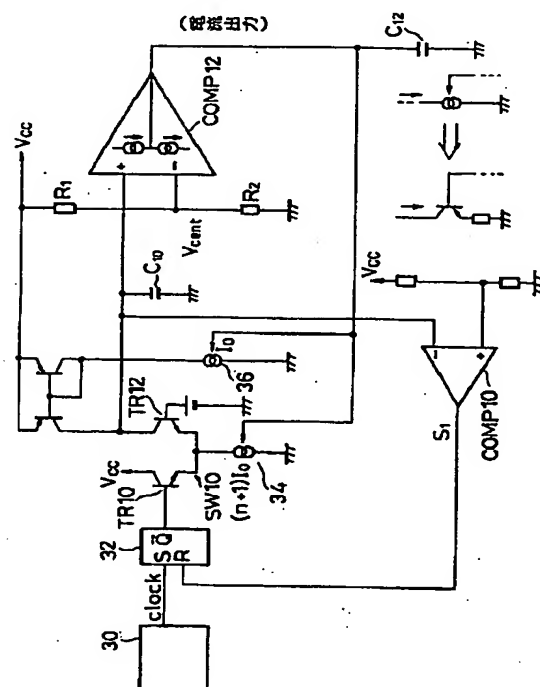 (電流出力)
C12
COMP12
VCC
R1
R2
Vcent
C10
+
−
I0
36
TR12
VCC
TR10
SW10
(n+1)I0
34
S Q̄
R
32
clock
30
S1
COMP10
−
+
VCC